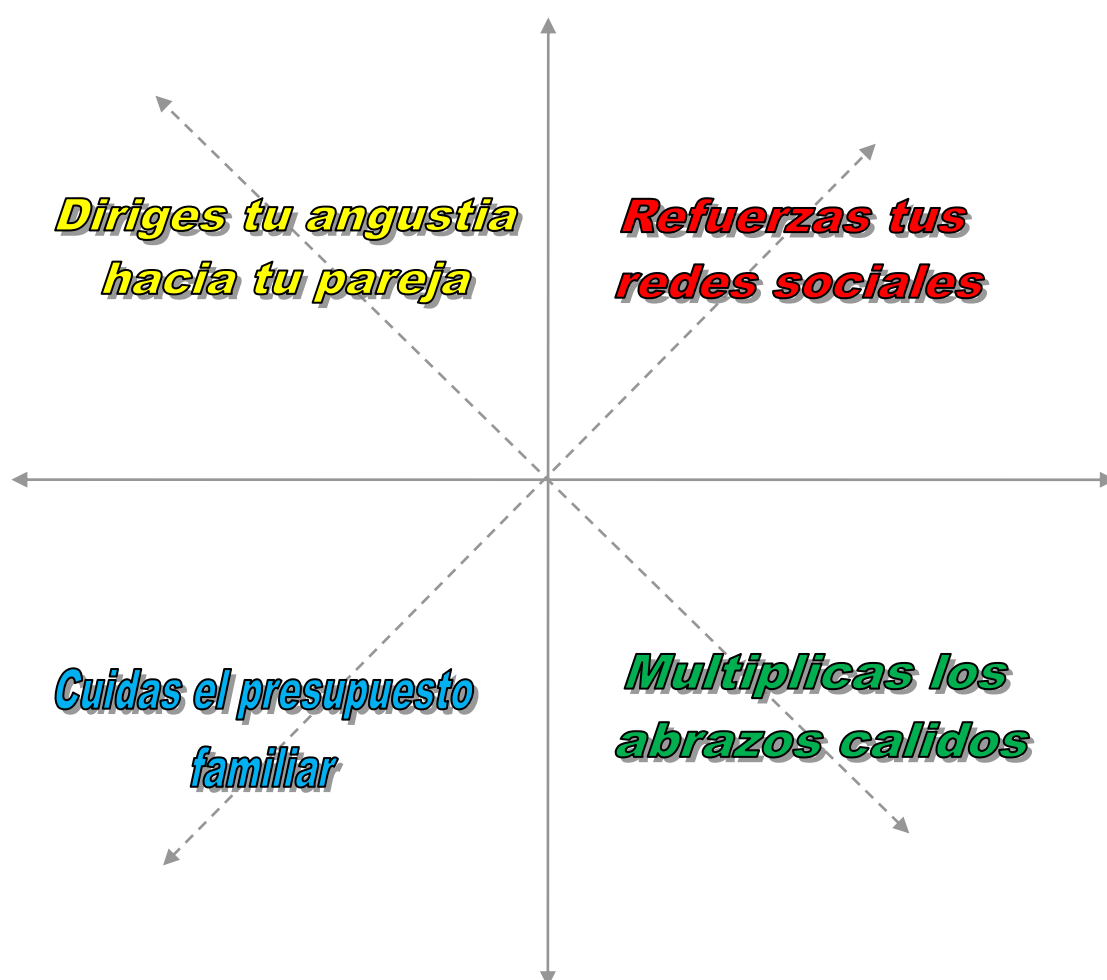 Diriges tu angustia
hacia tu pareja
Refuerzas tus
redes sociales
Cuidas el presupuesto
familiar
Multiplicas los
abrazos calidos